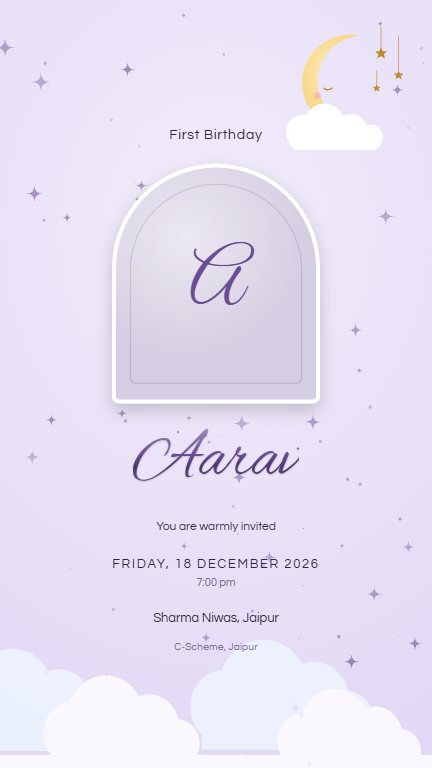 First Birthday
A
Aarav
You are warmly invited
FRIDAY, 18 DECEMBER 2026
7:00 pm
Sharma Niwas, Jaipur
C-Scheme, Jaipur